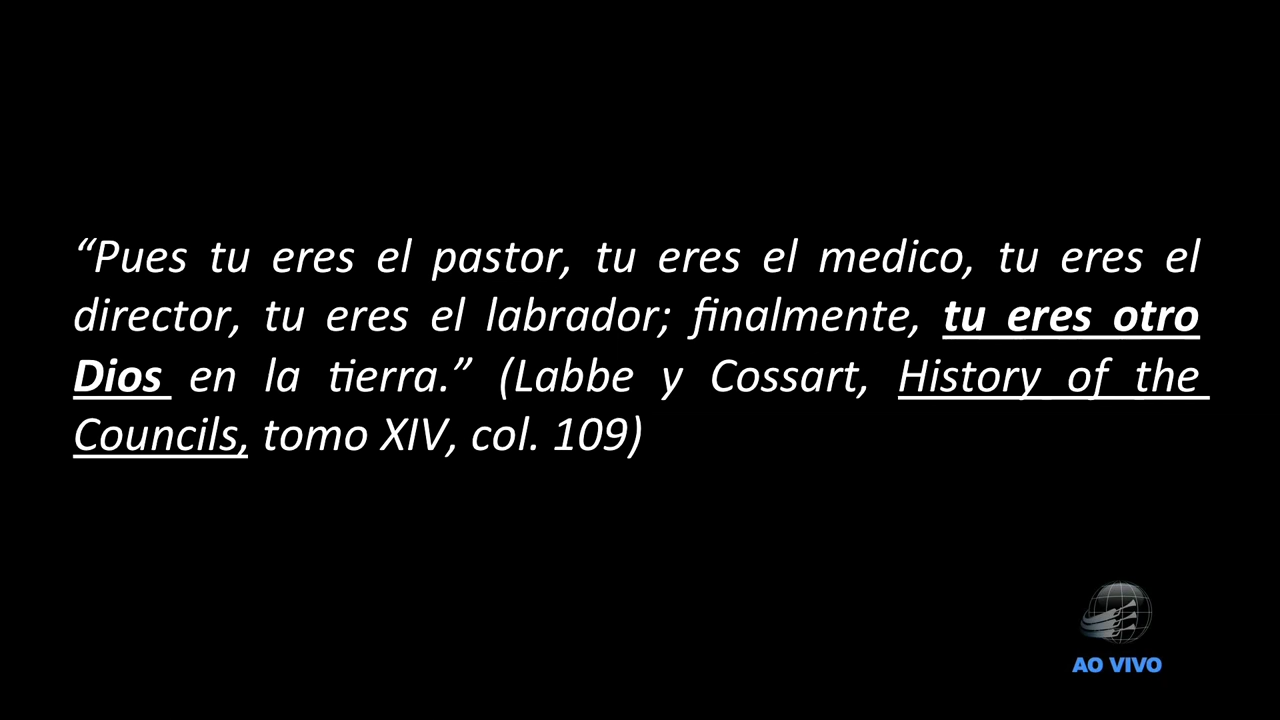 “Pues tu eres el pastor, tu eres el medico, tu eres el
director, tu eres el labrador; finalmente, tu eres otro
Dios en la tierra.” (Labbe y Cossart, History of the
Councils, tomo XIV, col. 109)
AO VIVO